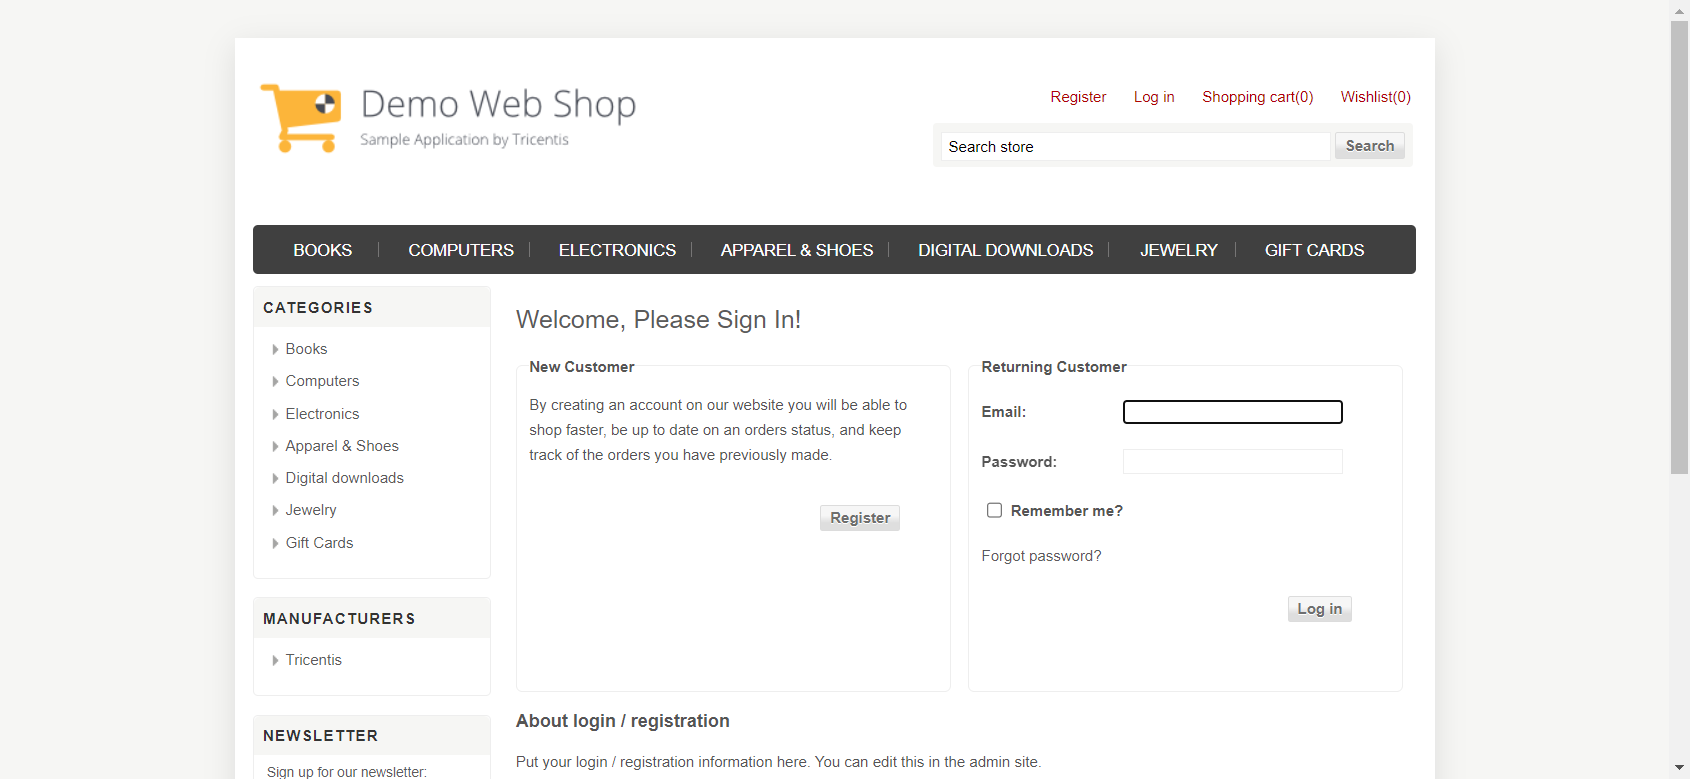 Demo Web Shop
Sample Application by Tricentis
Register Log in Shopping cart(0) Wishlist(0)
Search store Search
BOOKS COMPUTERS ELECTRONICS APPAREL & SHOES DIGITAL DOWNLOADS JEWELRY GIFT CARDS
CATEGORIES
Books
Computers
Electronics
Apparel & Shoes
Digital downloads
Jewelry
Gift Cards
MANUFACTURERS
Tricentis
NEWSLETTER
Sign up for our newsletter:
Welcome, Please Sign In!
New Customer
By creating an account on our website you will be able to
shop faster, be up to date on an orders status, and keep
track of the orders you have previously made.
Register
Returning Customer
Email:
Password:
Remember me?
Forgot password?
Log in
About login / registration
Put your login / registration information here. You can edit this in the admin site.